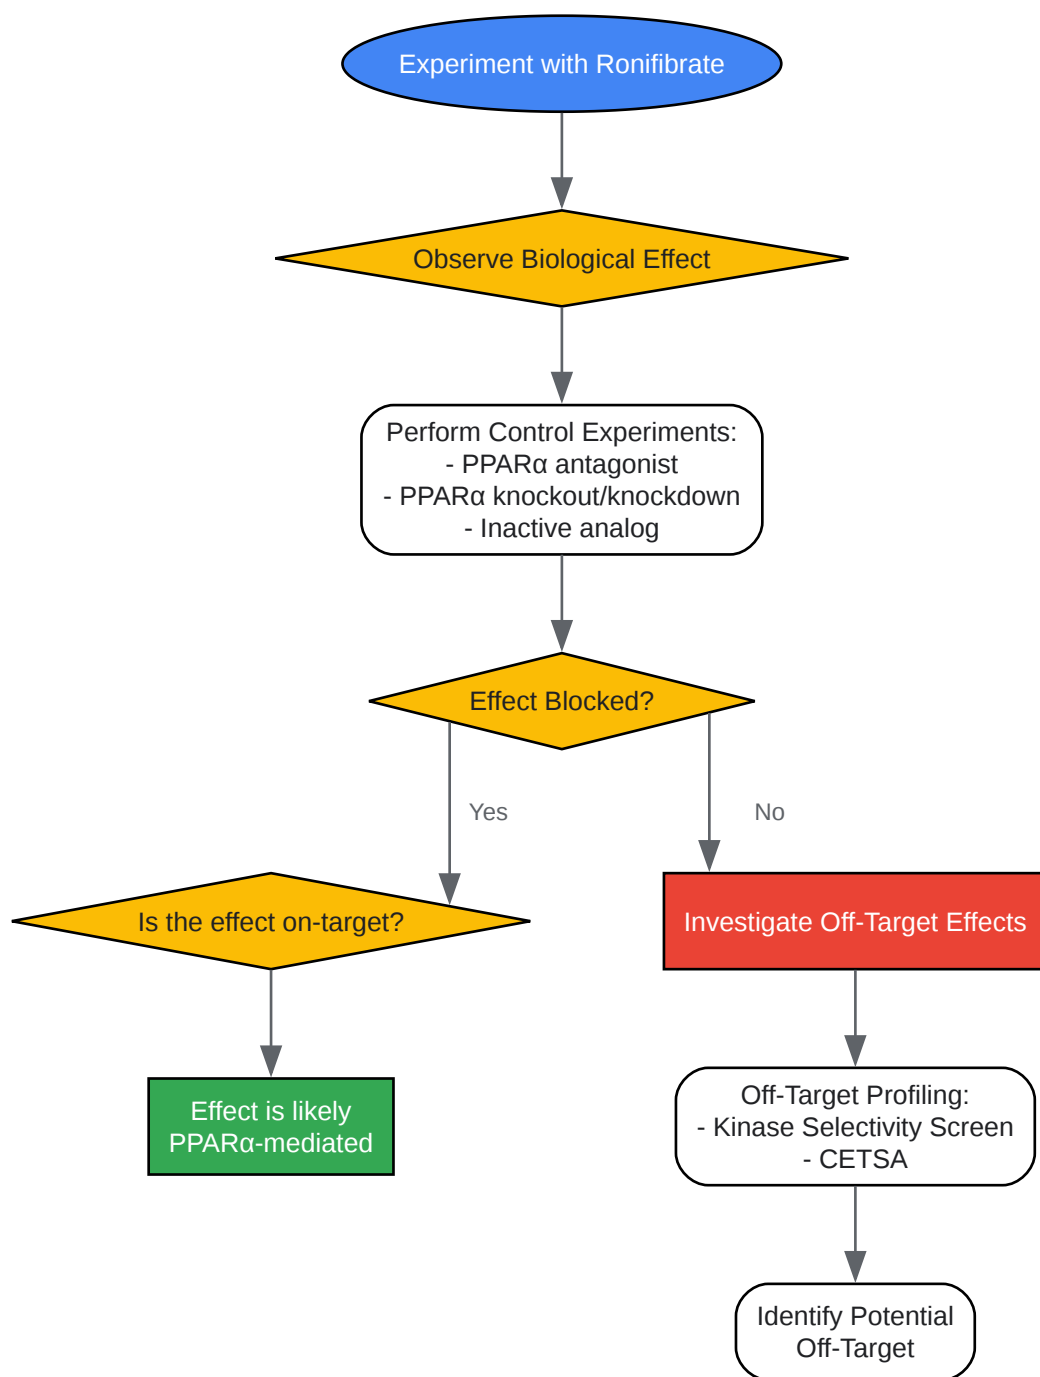 Experiment with Ronifibrate
Observe Biological Effect
Perform Control Experiments:
- PPARα antagonist
- PPARα knockout/knockdown
- Inactive analog
Effect Blocked?
Yes
No
Is the effect on-target?
Investigate Off-Target Effects
Effect is likely
PPARα-mediated
Off-Target Profiling:
- Kinase Selectivity Screen
- CETSA
Identify Potential
Off-Target